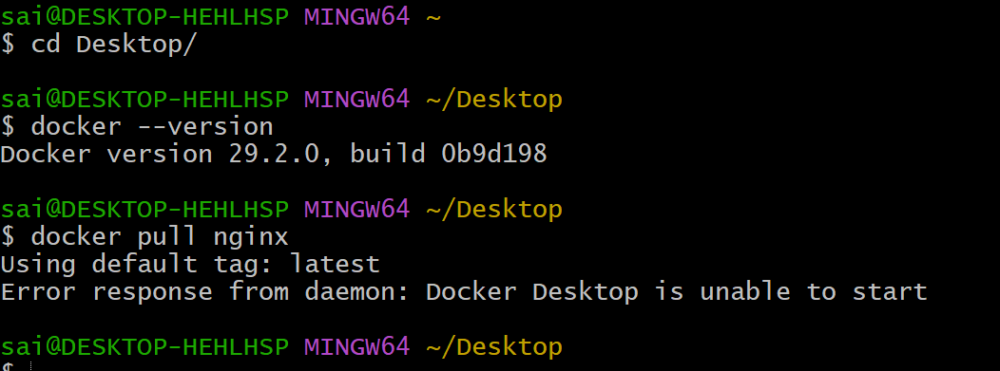 sai@DESKTOP-HEHLHSP MINGW64 ~
$ cd Desktop/
sai@DESKTOP-HEHLHSP MINGW64 ~/Desktop
$ docker --version
Docker version 29.2.0, build 0b9d198
sai@DESKTOP-HEHLHSP MINGW64 ~/Desktop
$ docker pull nginx
Using default tag: latest
Error response from daemon: Docker Desktop is unable to start
sai@DESKTOP-HEHLHSP MINGW64 ~/Desktop
$